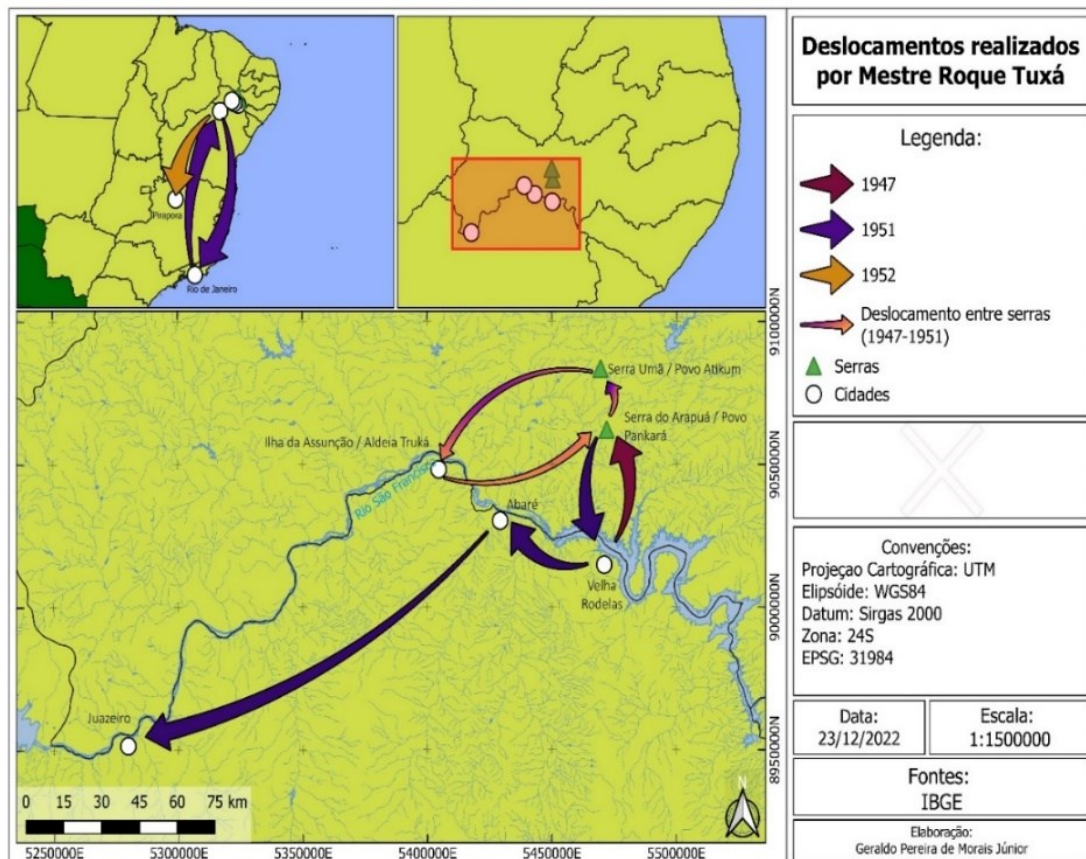 Pirapora
Rio de Janeiro
Serra Umã / Povo Atikum
Serra do Arapuá / Povo
Pankará
Ilha da Assunção / Aldeia Truká
Rio São Francisco
Abaré
Velha
Rodelas
Juazeiro
0 15 30 45 60 75 km
N
5250000E 5300000E 5350000E 5400000E 5450000E 5500000E
9100000N
9050000N
9000000N
8950000N
Deslocamentos realizados
por Mestre Roque Tuxá
Legenda:
1947
1951
1952
Deslocamento entre serras
(1947-1951)
Serras
Cidades
Convenções:
Projeçao Cartográfica: UTM
Elipsóide: WGS84
Datum: Sirgas 2000
Zona: 24S
EPSG: 31984
Data:
23/12/2022
Escala:
1:1500000
Fontes:
IBGE
Elaboração:
Geraldo Pereira de Morais Júnior